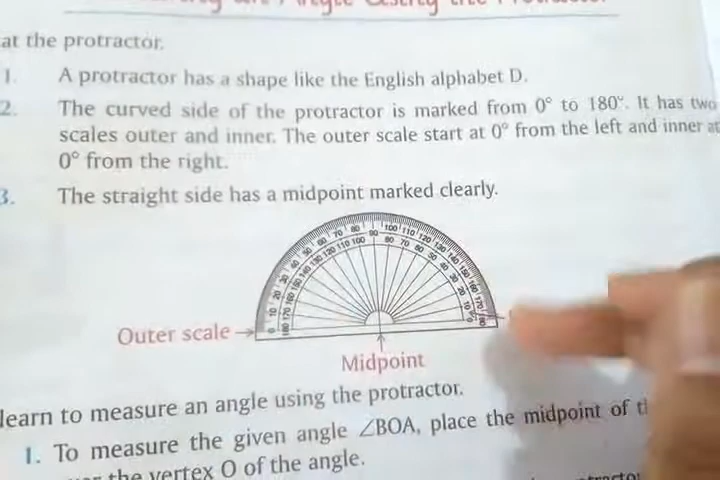 at the protractor.
1. A protractor has a shape like the English alphabet D.
2. The curved side of the protractor is marked from 0° to 180°. It has two
scales outer and inner. The outer scale start at 0° from the left and inner at
0° from the right.
3. The straight side has a midpoint marked clearly.
Outer scale
Midpoint
learn to measure an angle using the protractor.
1. To measure the given angle ∠BOA, place the midpoint of
the vertex O of the angle.